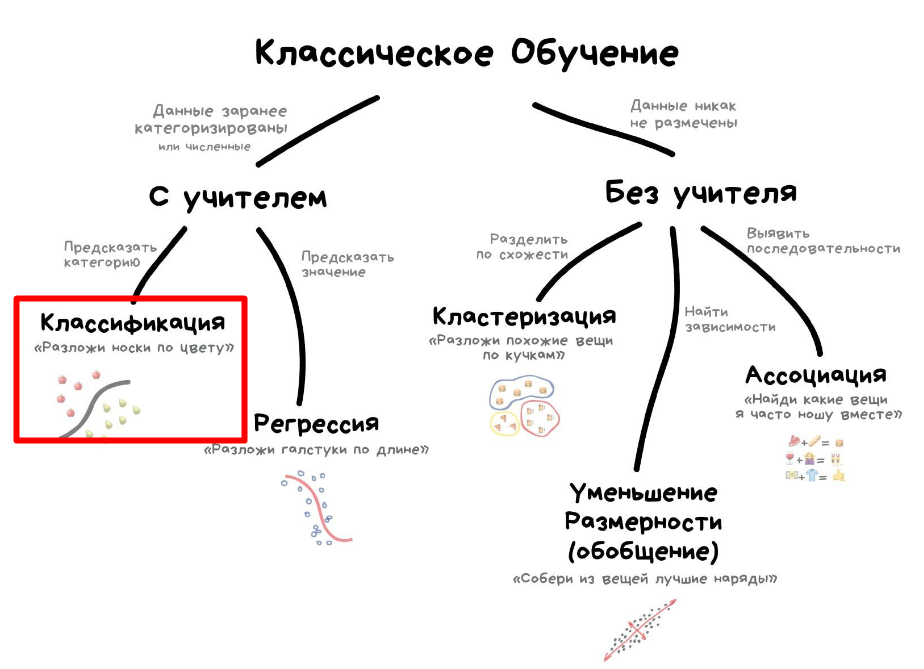 Классическое Обучение
Данные заранее
категоризированы
или численные
Данные никак
не размечены
С учителем
Без учителя
Предсказать
категорию
Предсказать
значение
Разделить
по схожести
Найти
зависимости
Выявить
последовательности
Классификация
«Разложи носки по цвету»
Регрессия
«Разложи галстуки по длине»
Кластеризация
«Разложи похожие вещи
по кучкам»
Ассоциация
«Найди какие вещи
я часто ношу вместе»
+ =
+ =
+ =
Уменьшение
Размерности
(обобщение)
«Собери из вещей лучшие наряды»